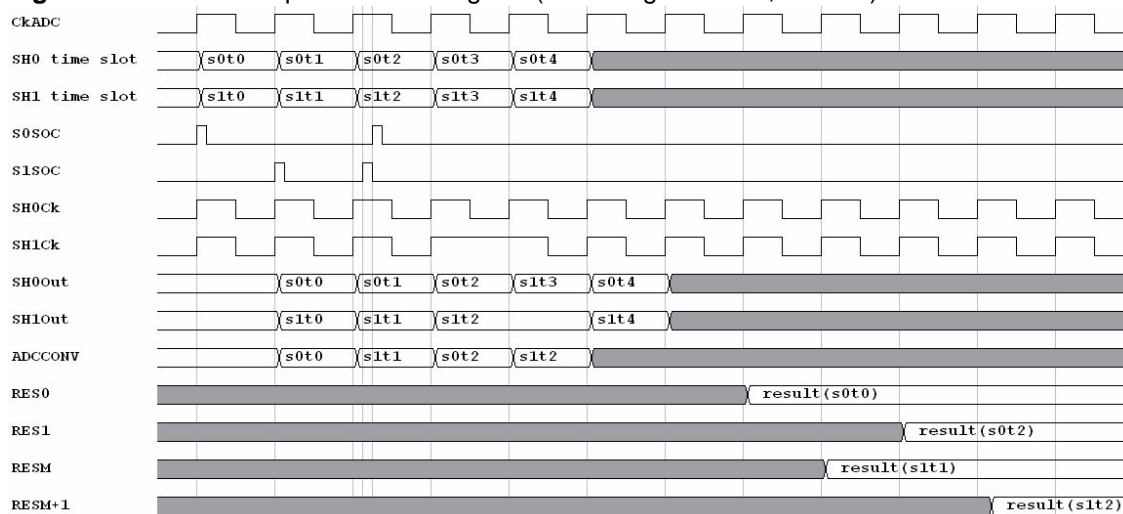 CkADC
SH0 time slot s0t0 s0t1 s0t2 s0t3 s0t4
SH1 time slot s1t0 s1t1 s1t2 s1t3 s1t4
S0SOC
S1SOC
SH0Ck
SH1Ck
SH0Out s0t0 s0t1 s0t2 s1t3 s0t4
SH1Out s1t0 s1t1 s1t2 s1t4
ADCCONV s0t0 s1t1 s0t2 s1t2
RES0 result(s0t0)
RES1 result(s0t2)
RESM result(s1t1)
RESM+1 result(s1t2)